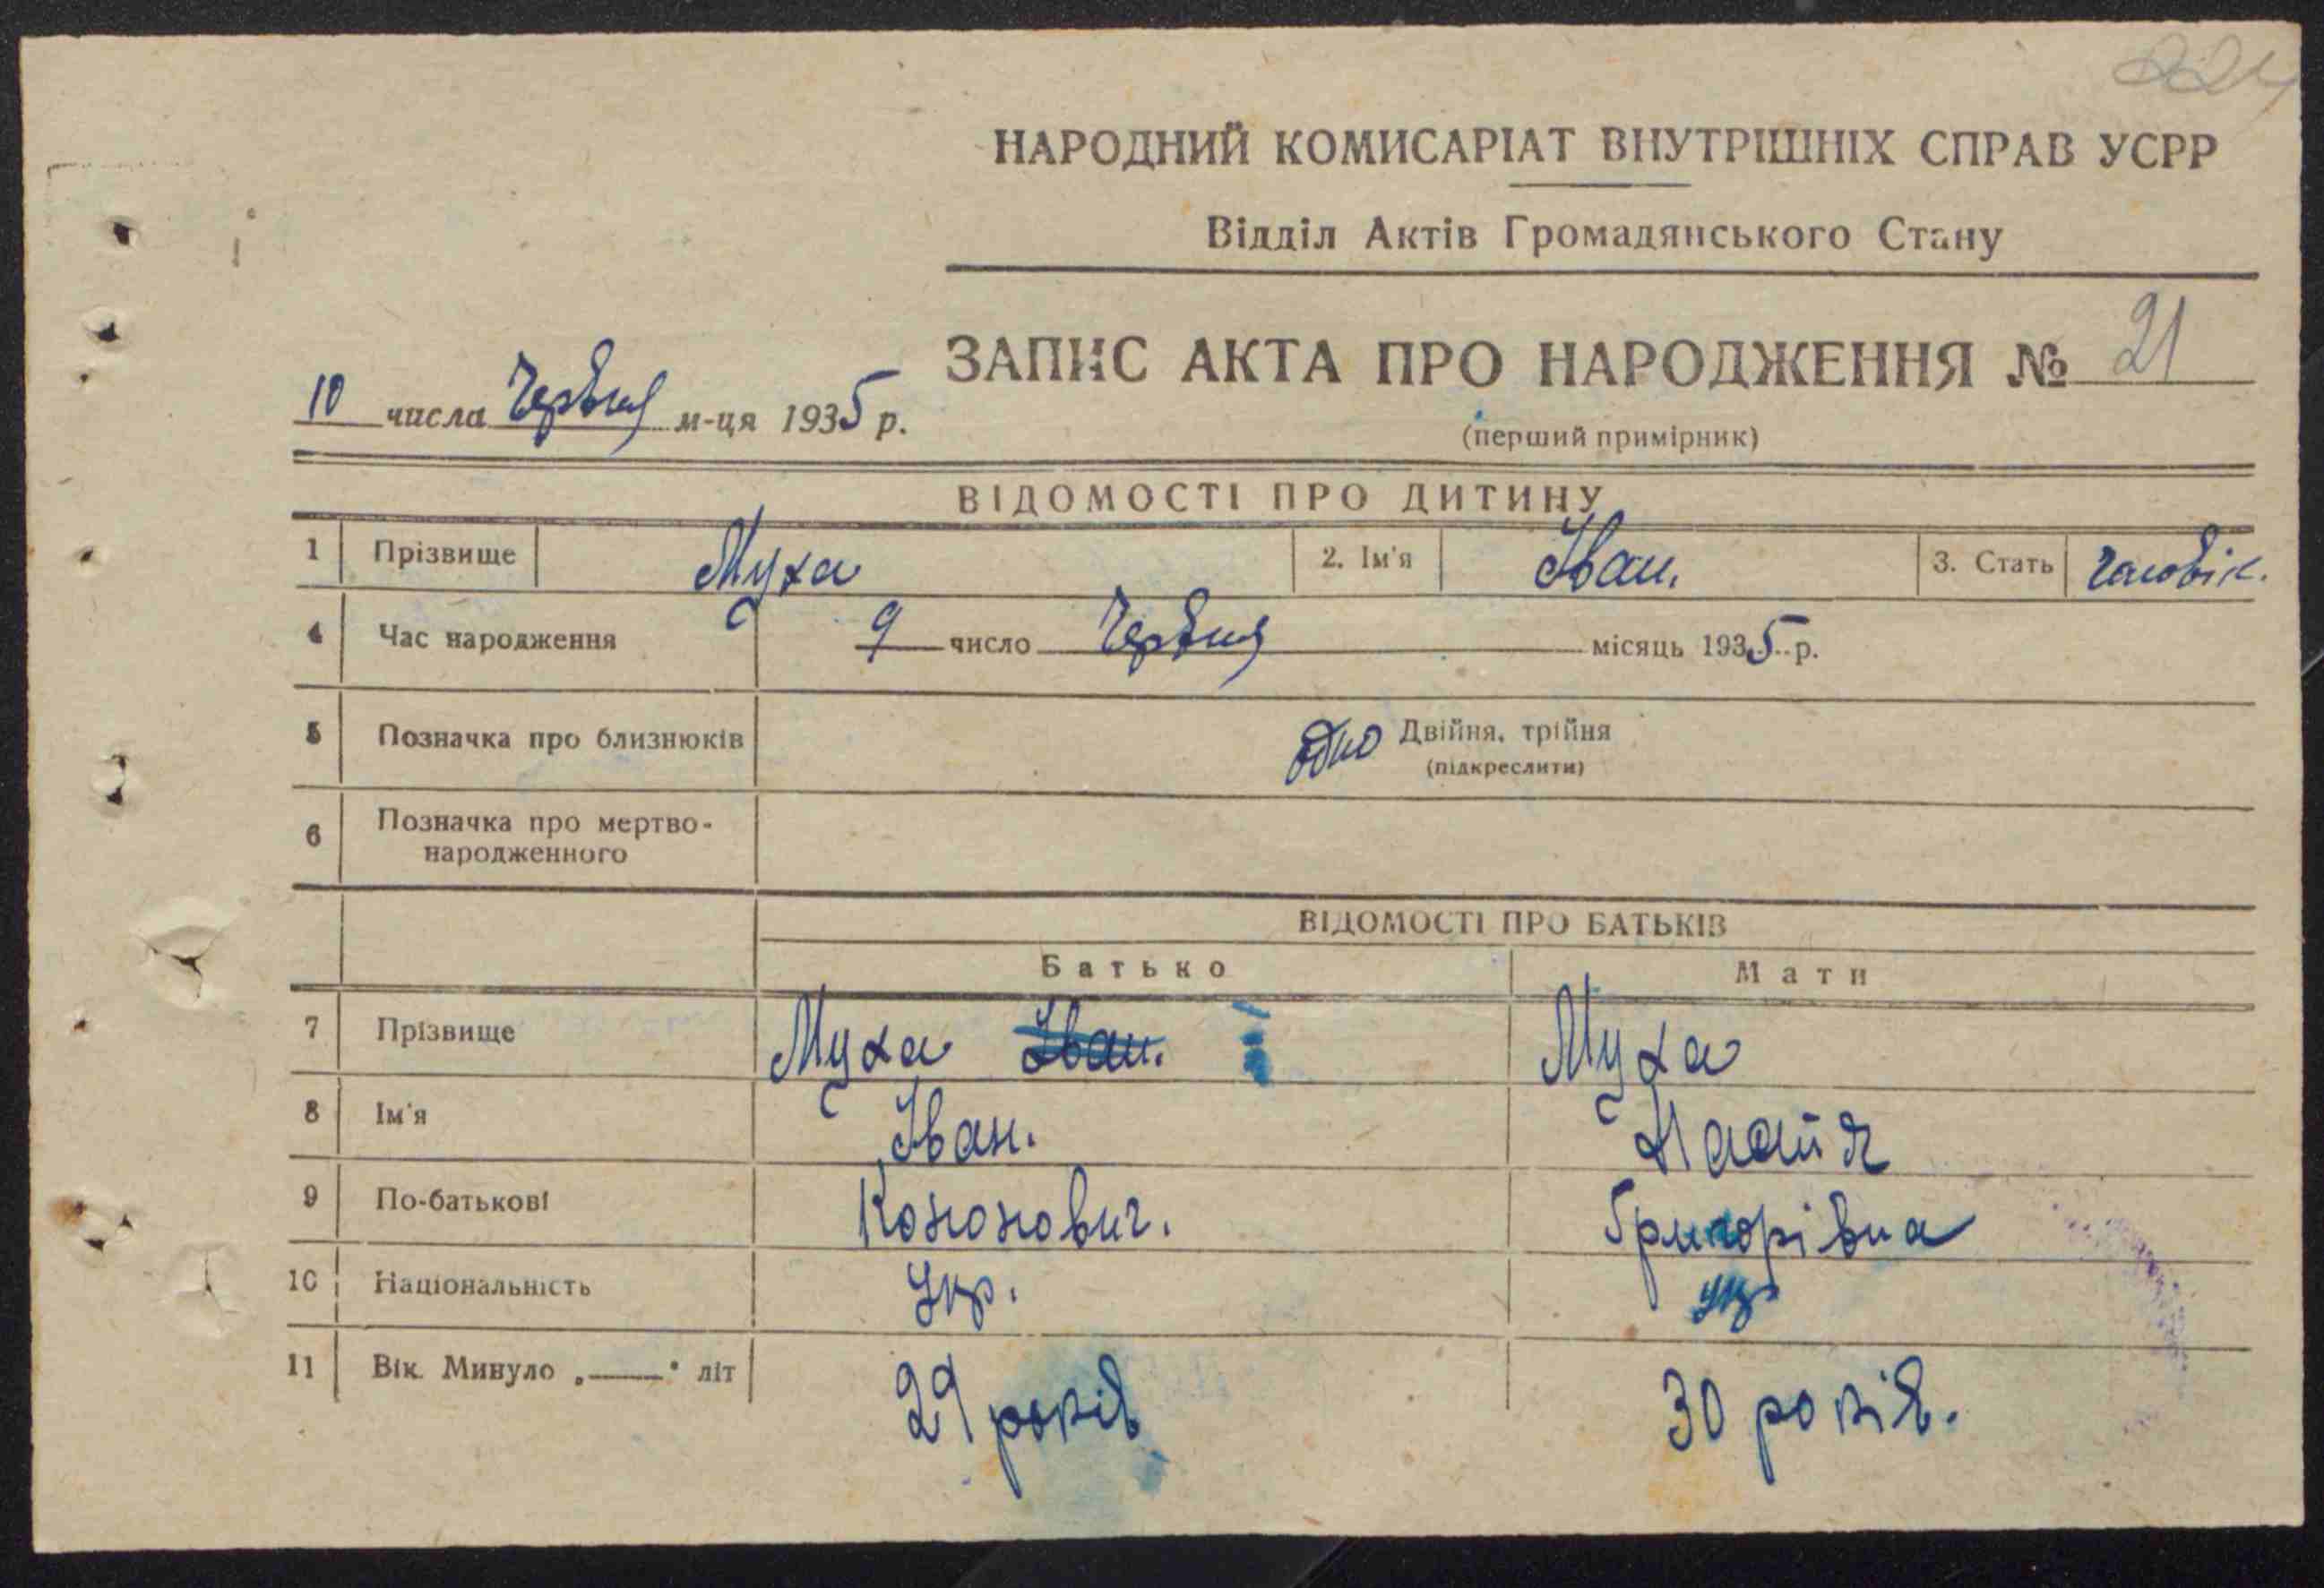 НАРОДНИЙ КОМИСАРІАТ ВНУТРІШНІХ СПРАВ УСРР
Відділ Актів Громадянського Стану
ЗАПИС АКТА ПРО НАРОДЖЕННЯ № 21
(перший примірник)
10 числа Червня м-ця 1935 р.
ВІДОМОСТІ ПРО ДИТИНУ
1 Прізвище Муха 2. Ім'я Іван. 3. Стать чоловік.
4 Час народження 9 число Червня місяць 1935 р.
5 Позначка про близнюків одно Двійня, трійня
(підкреслити)
6 Позначка про мертво-
народженного
ВІДОМОСТІ ПРО БАТЬКІВ
Батько Мати
7 Прізвище Муха Іван. Муха
8 Ім'я Іван.
9 По-батькові Кононович. Григорівна
10 Національність Укр. укр
11 Вік. Минуло „——" літ 29 років 30 років.